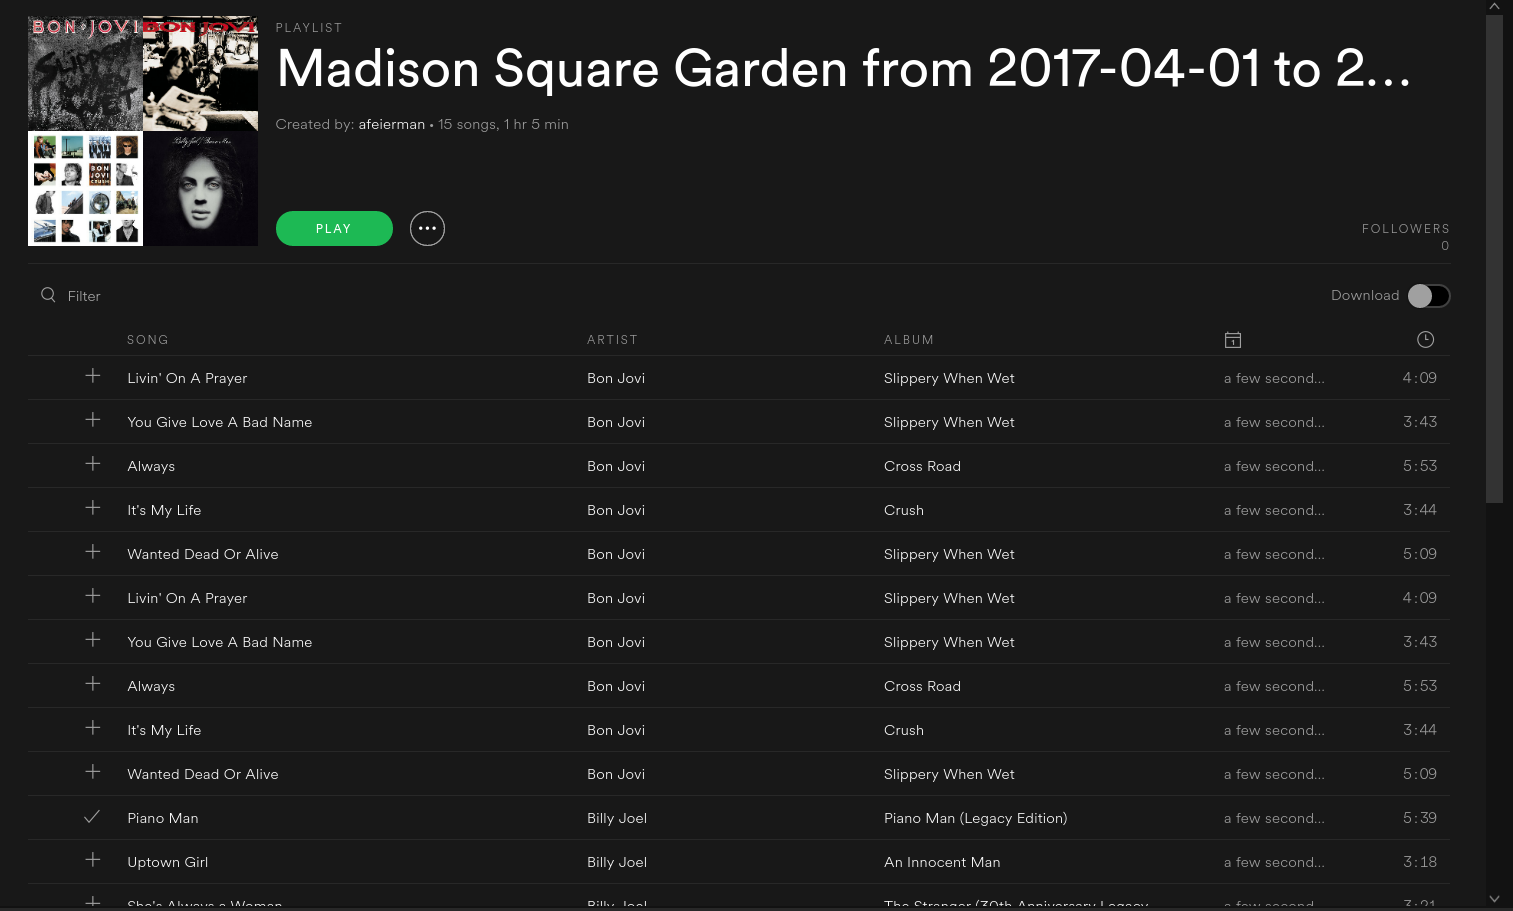 BON JOVI
BON JOVI
PLAYLIST
Madison Square Garden from 2017-04-01 to 2...
Created by: afeierman • 15 songs, 1 hr 5 min
BON
JOVI
CRUSH
PLAY
FOLLOWERS
0
Filter
Download
SONG ARTIST ALBUM
Livin' On A Prayer Bon Jovi Slippery When Wet a few second... 4:09
You Give Love A Bad Name Bon Jovi Slippery When Wet a few second... 3:43
Always Bon Jovi Cross Road a few second... 5:53
It's My Life Bon Jovi Crush a few second... 3:44
Wanted Dead Or Alive Bon Jovi Slippery When Wet a few second... 5:09
Livin' On A Prayer Bon Jovi Slippery When Wet a few second... 4:09
You Give Love A Bad Name Bon Jovi Slippery When Wet a few second... 3:43
Always Bon Jovi Cross Road a few second... 5:53
It's My Life Bon Jovi Crush a few second... 3:44
Wanted Dead Or Alive Bon Jovi Slippery When Wet a few second... 5:09
Piano Man Billy Joel Piano Man (Legacy Edition) a few second... 5:39
Uptown Girl Billy Joel An Innocent Man a few second... 3:18
She's Always a Woman Billy Joel The Stranger (30th Anniversary Legacy a few second... 3:21